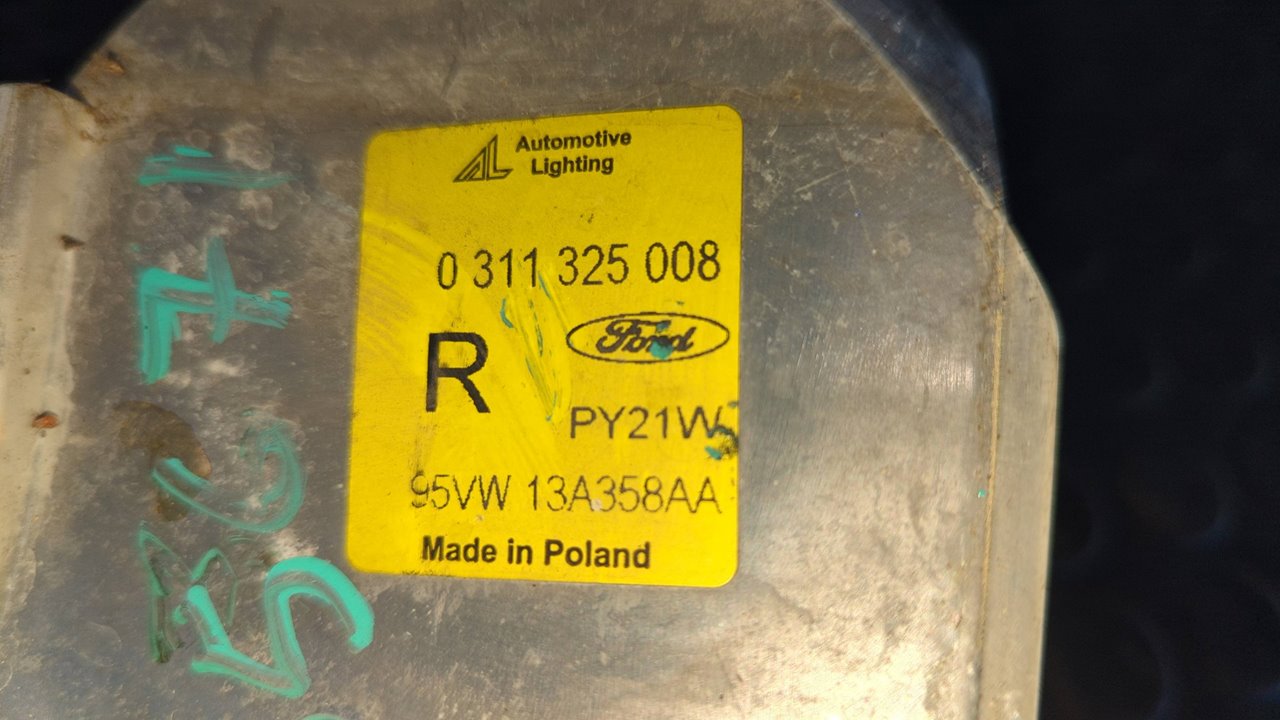 Automotive
Lighting
0 311 325 008
R
Ford
PY21W
95VW 13A358AA
Made in Poland